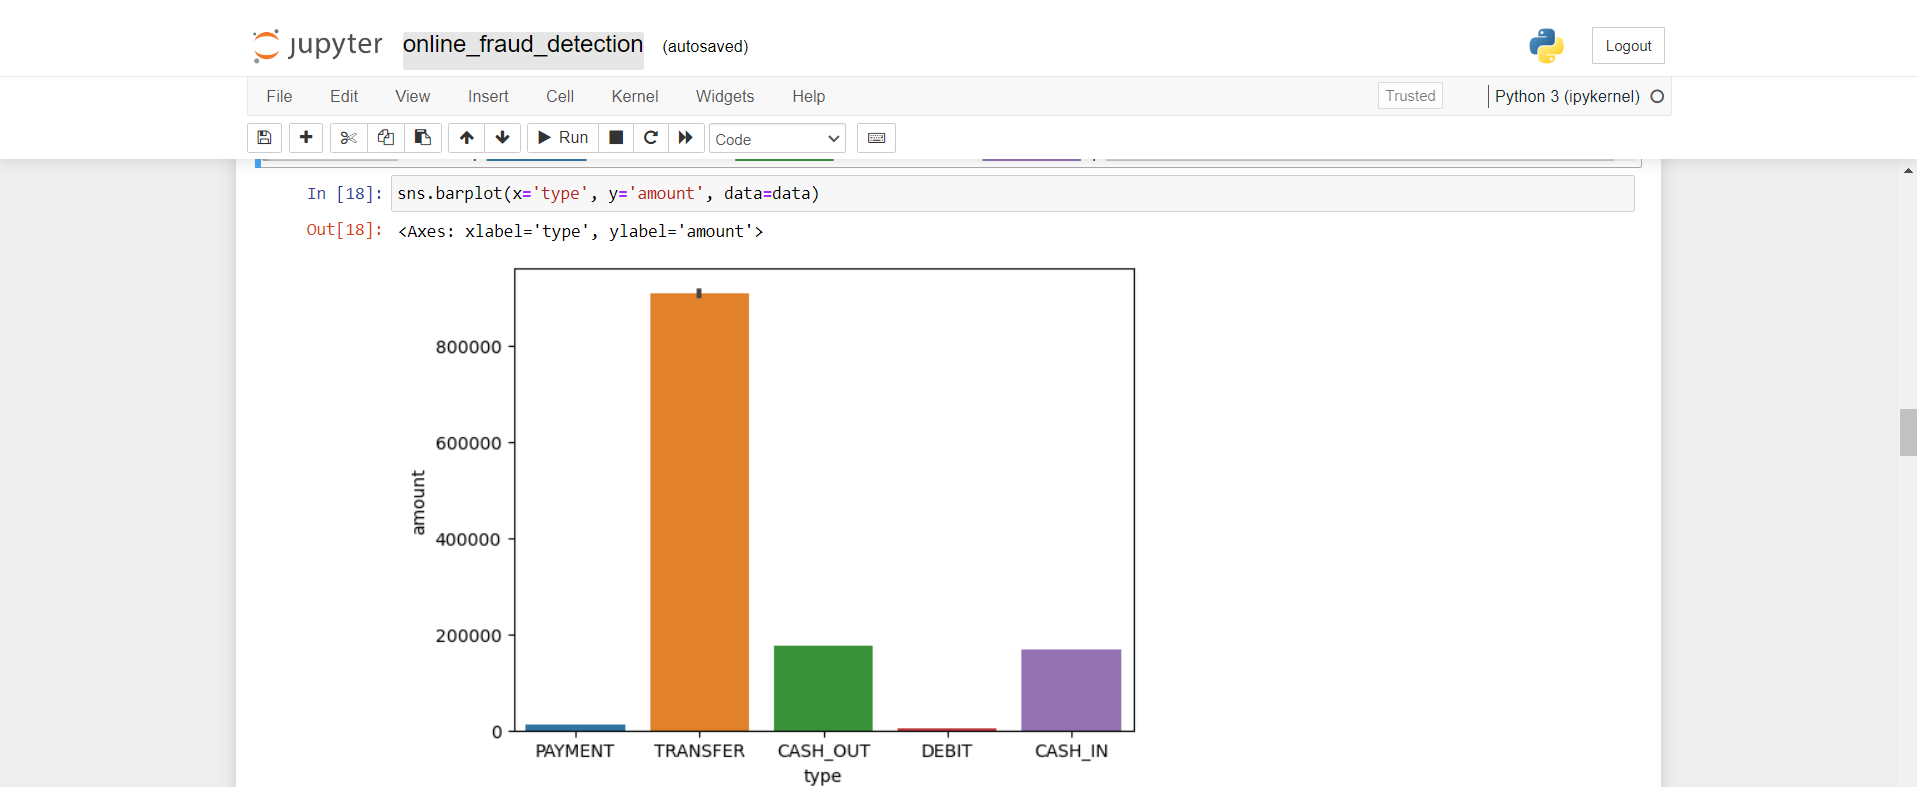 jupyter online_fraud_detection (autosaved) Logout
File Edit View Insert Cell Kernel Widgets Help Trusted Python 3 (ipykernel)
Run Code
In [18]: sns.barplot(x='type', y='amount', data=data)
Out[18]: <Axes: xlabel='type', ylabel='amount'>
800000
600000
amount
400000
200000
0
PAYMENT TRANSFER CASH_OUT DEBIT CASH_IN
type